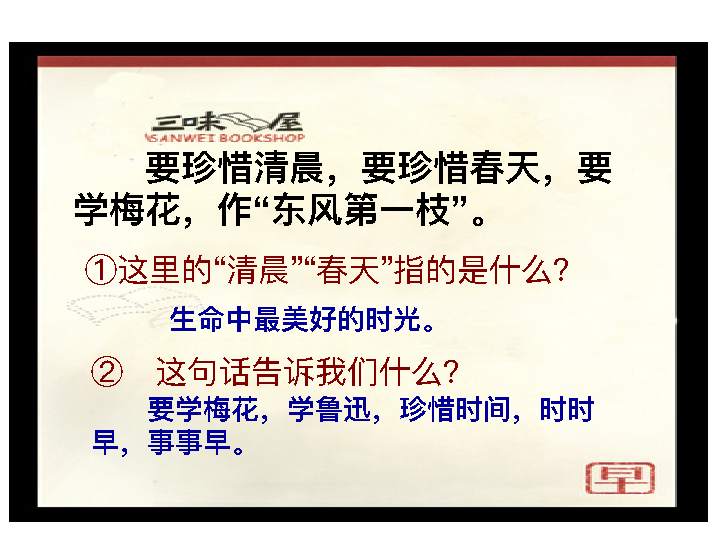 三味屋
SANWEI BOOKSHOP
要珍惜清晨，要珍惜春天，要
学梅花，作“东风第一枝”。
①这里的“清晨”“春天”指的是什么?
生命中最美好的时光。
② 这句话告诉我们什么?
要学梅花，学鲁迅，珍惜时间，时时
早，事事早。
早